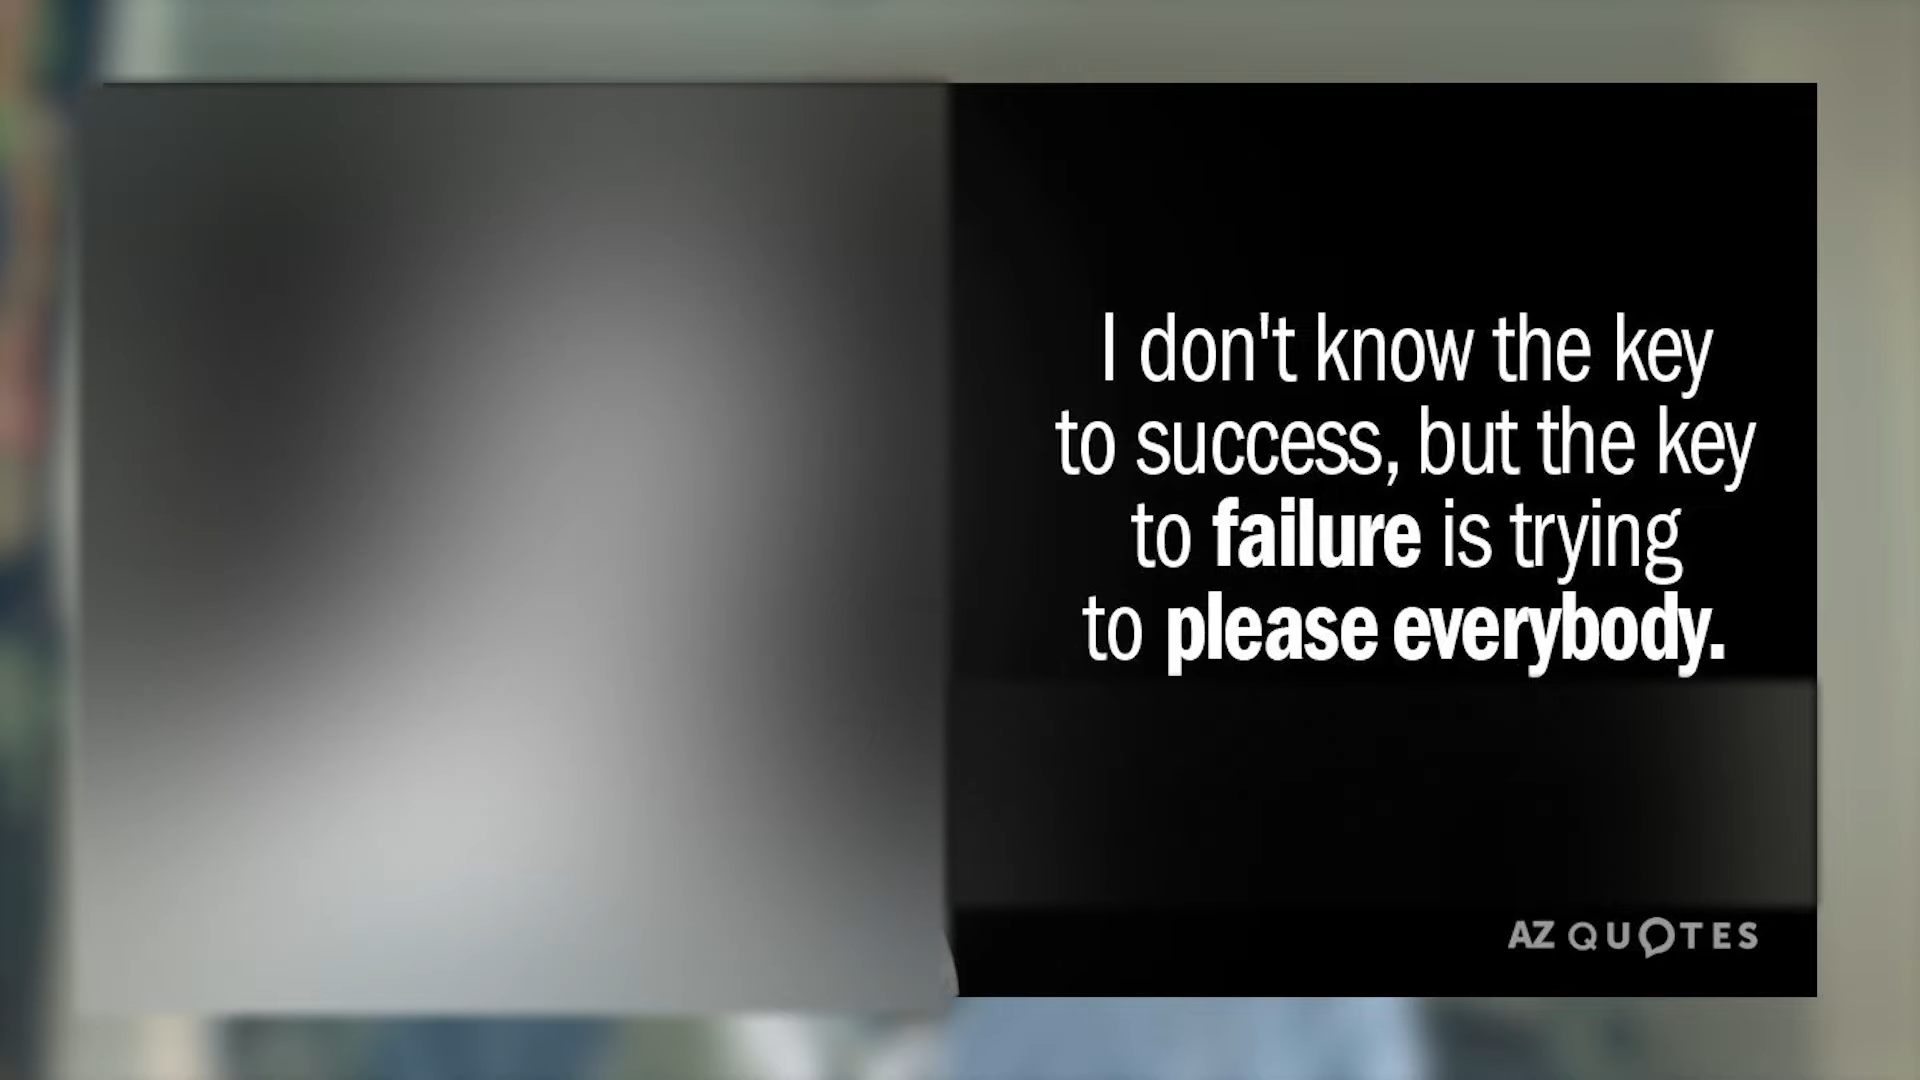 I don't know the key
to success, but the key
to failure is trying
to please everybody.
AZ QUOTES